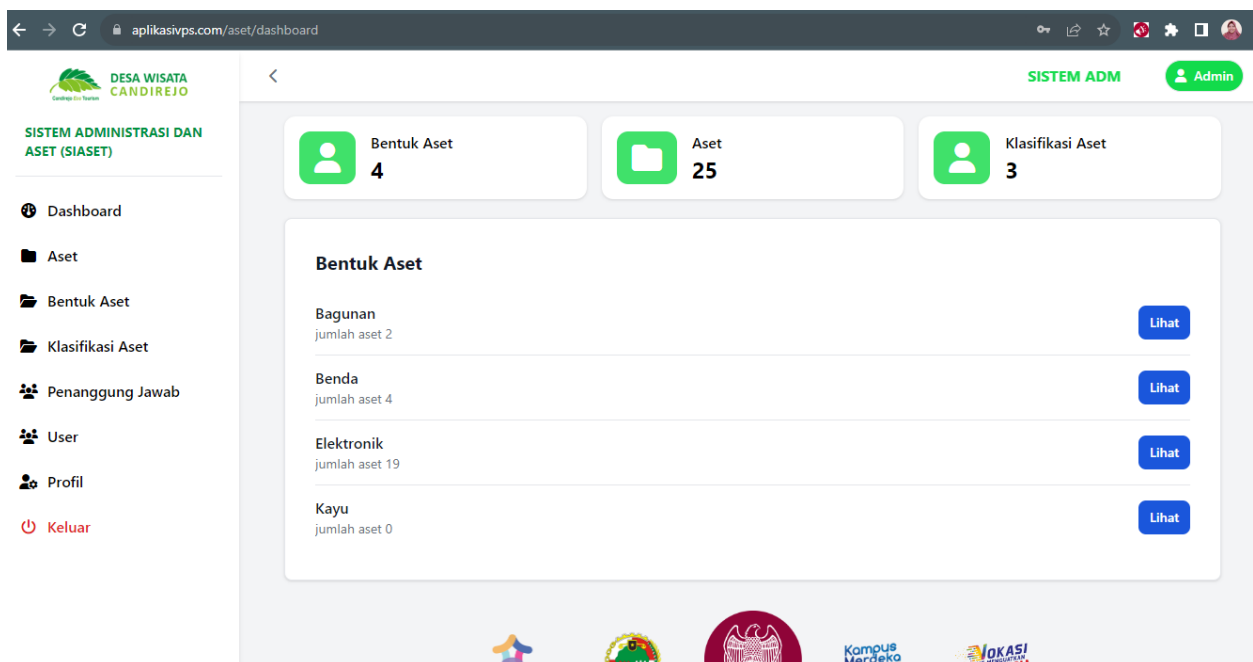 aplikasivps.com/aset/dashboard
DESA WISATA
CANDIREJO
Candirejo Eco Tourism
SISTEM ADMINISTRASI DAN
ASET (SIASET)
Dashboard
Aset
Bentuk Aset
Klasifikasi Aset
Penanggung Jawab
User
Profil
Keluar
SISTEM ADM
Admin
Bentuk Aset
4
Aset
25
Klasifikasi Aset
3
Bentuk Aset
Bagunan
jumlah aset 2
Lihat
Benda
jumlah aset 4
Lihat
Elektronik
jumlah aset 19
Lihat
Kayu
jumlah aset 0
Lihat
Kampus
Merdeka
VOKASI